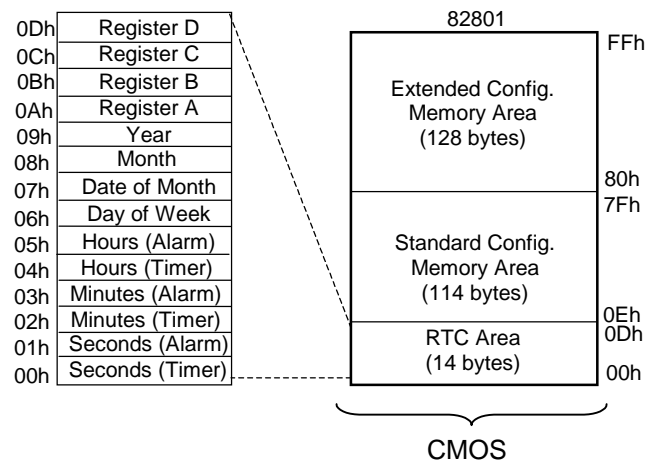 0Dh Register D
0Ch Register C
0Bh Register B
0Ah Register A
09h Year
08h Month
07h Date of Month
06h Day of Week
05h Hours (Alarm)
04h Hours (Timer)
03h Minutes (Alarm)
02h Minutes (Timer)
01h Seconds (Alarm)
00h Seconds (Timer)
82801
FFh
Extended Config.
Memory Area
(128 bytes)
80h
7Fh
Standard Config.
Memory Area
(114 bytes)
0Eh
0Dh
RTC Area
(14 bytes)
00h
CMOS